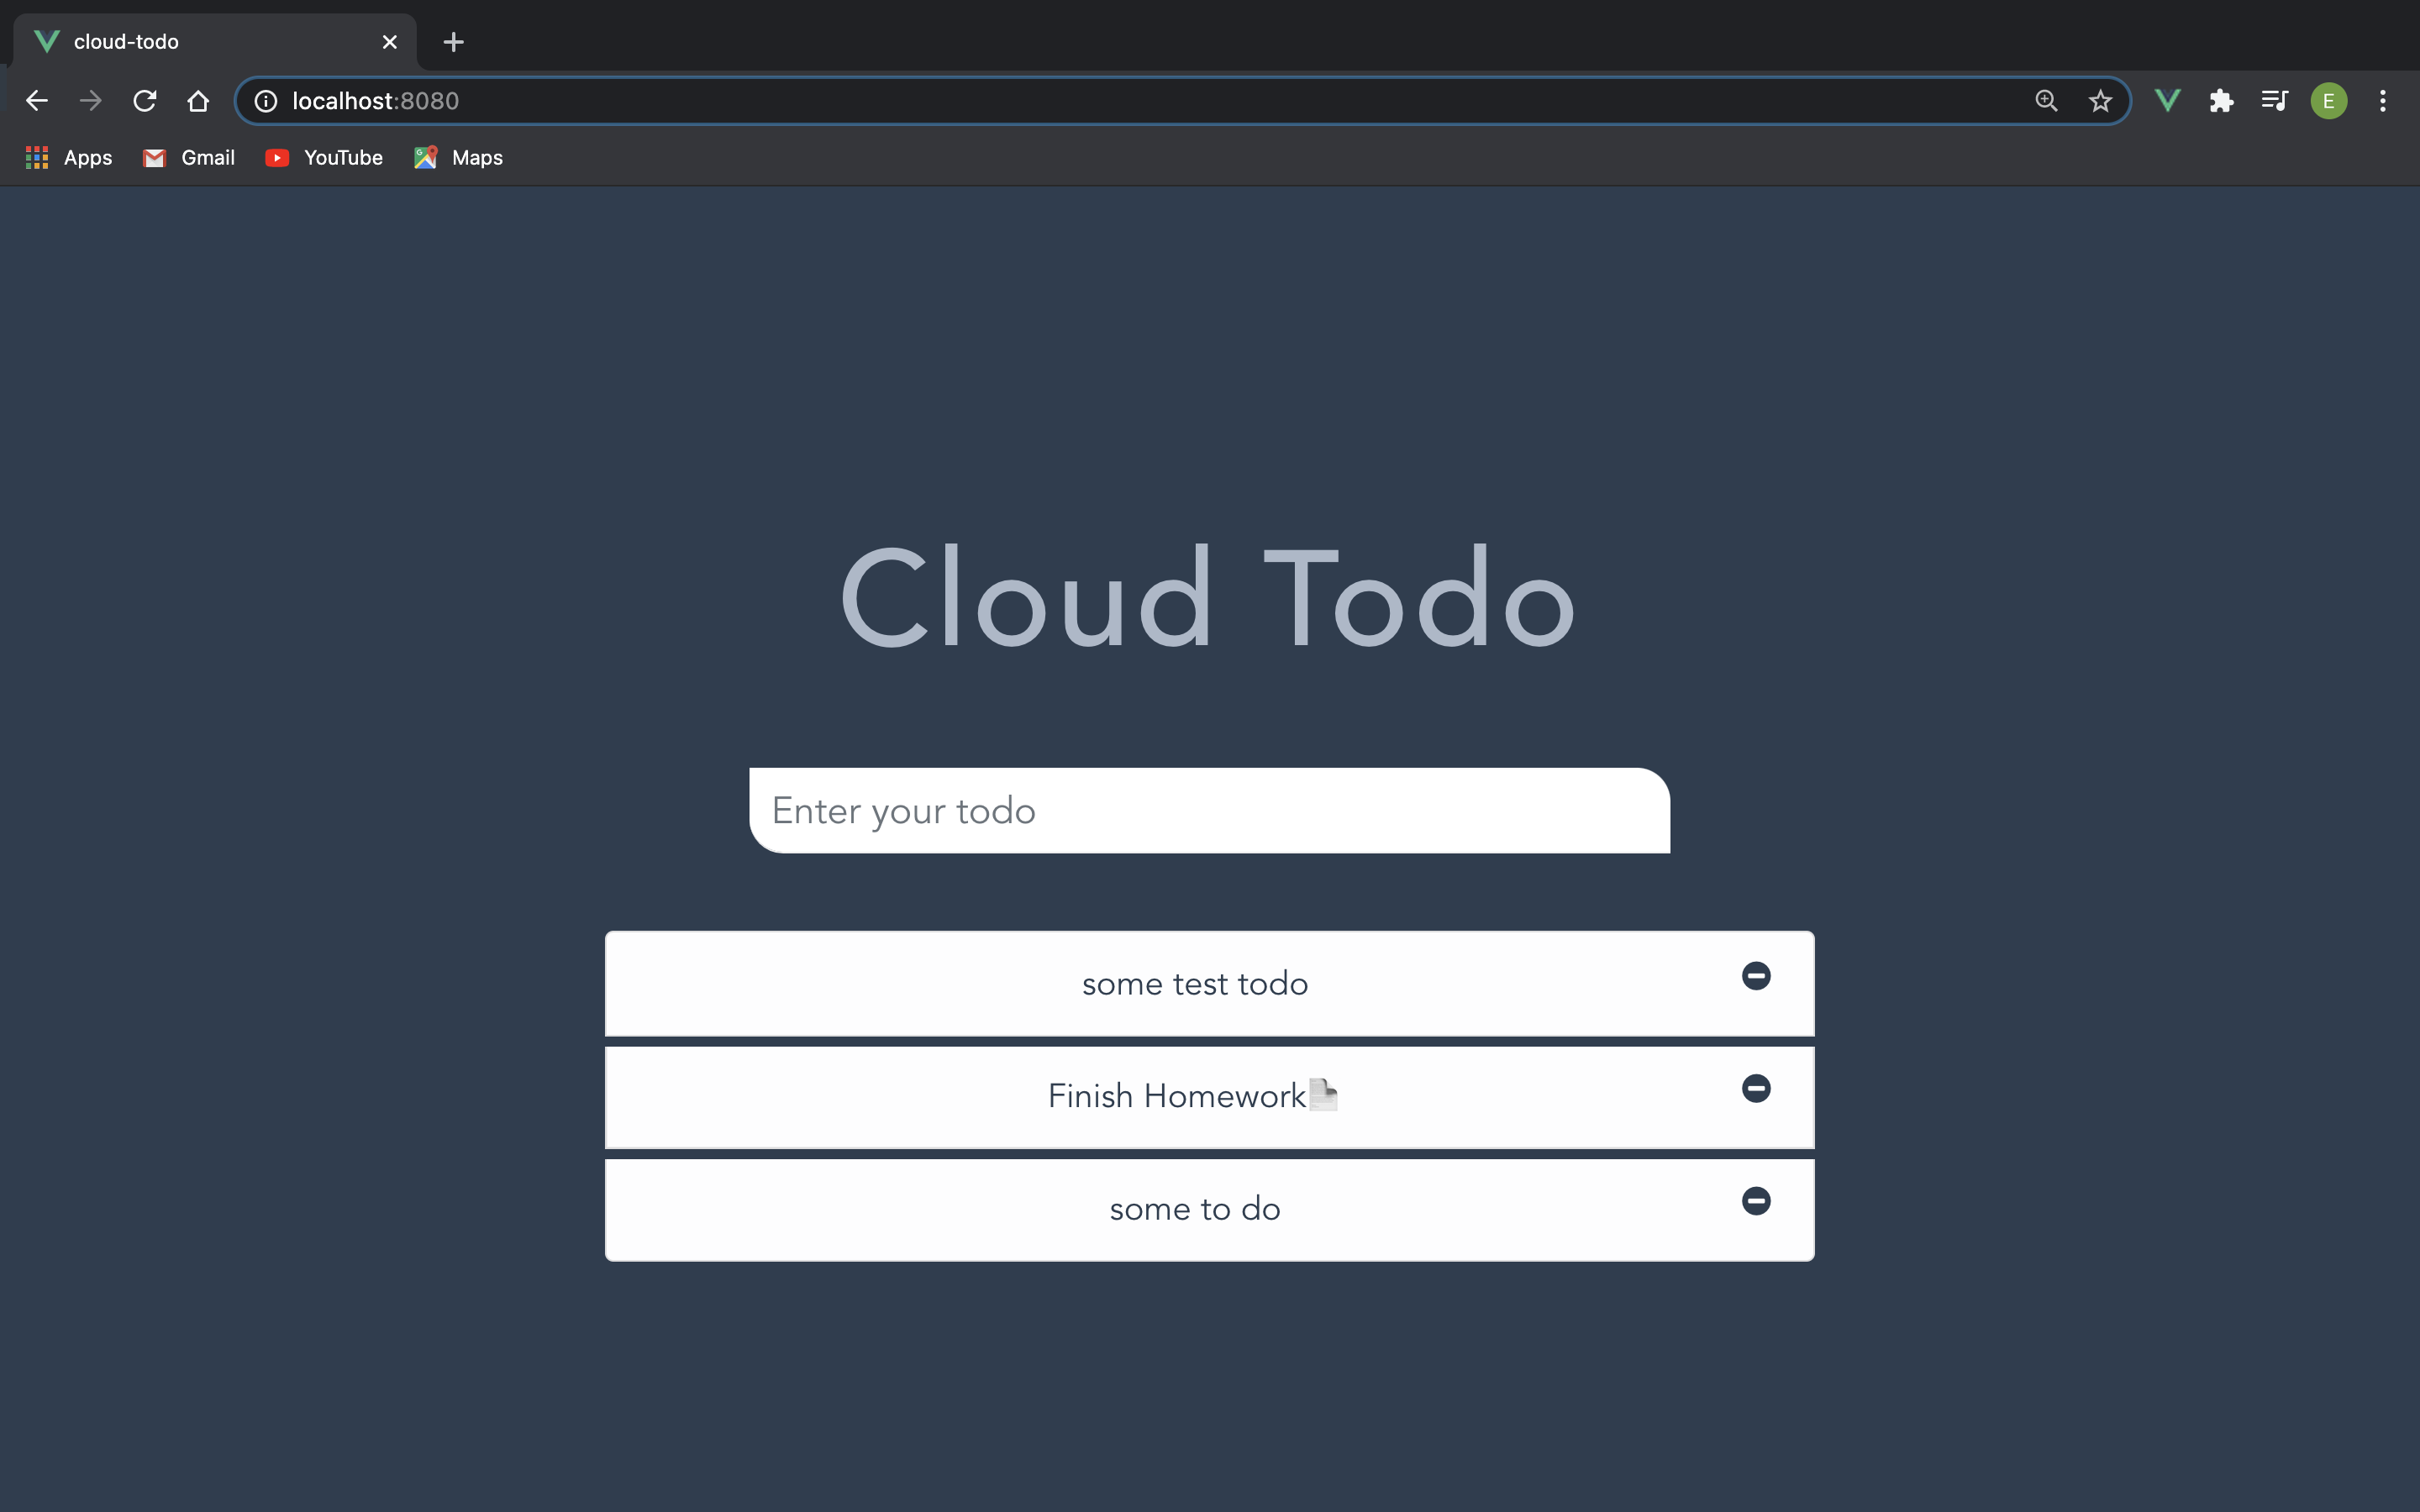 cloud-todo
localhost:8080
E
Apps Gmail YouTube Maps
Cloud Todo
Enter your todo
some test todo
Finish Homework
some to do